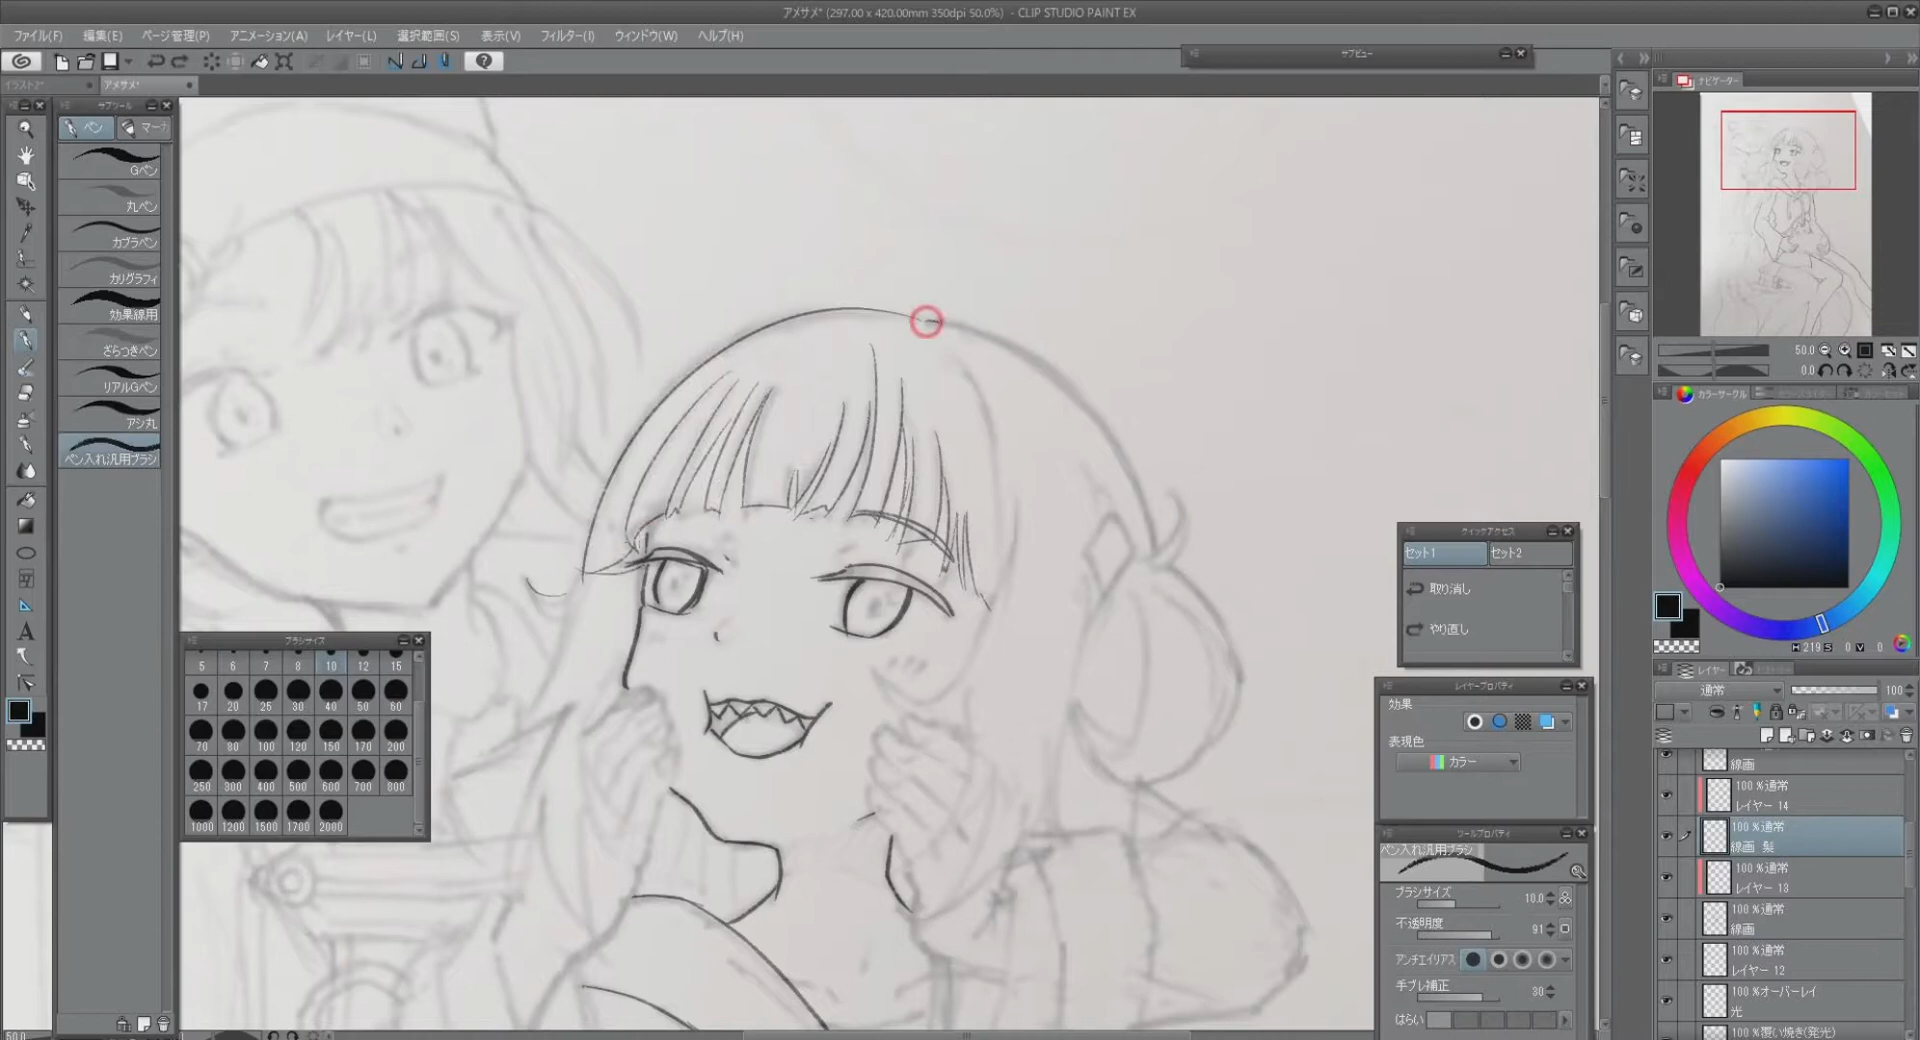 アメサメ* (297.00 x 420.00mm 350dpi 50.0%) - CLIP STUDIO PAINT EX
ファイル(F) 編集(E) ページ管理(P) アニメーション(A) レイヤー(L) 選択範囲(S) 表示(V) フィルター(I) ウィンドウ(W) ヘルプ(H)
サブビュー
イラスト2* アメサメ*
サブツール
ペン マーカ
Gペン
丸ペン
カブラペン
カリグラフィ
効果線用
ざらつきペン
リアルGペン
アシ丸
ペン入れ汎用ブラシ
ナビゲーター
50.0
0.0
カラーサークル
H 219 S 0 V 0
クイックアクセス
セット1 セット2
取り消し
やり直し
ブラシサイズ
5 6 7 8 10 12 15
17 20 25 30 40 50 60
70 80 100 120 150 170 200
250 300 400 500 600 700 800
1000 1200 1500 1700 2000
レイヤープロパティ
効果
表現色
カラー
ツールプロパティ
ペン入れ汎用ブラシ
ブラシサイズ 10.0
不透明度 91
アンチエイリアス
手ブレ補正 30
はらい
レイヤー
通常 100
線画
100 %通常
レイヤー 14
100 %通常
線画 髪
100 %通常
レイヤー 13
100 %通常
線画
100 %通常
レイヤー 12
100 %オーバーレイ
光
100 %覆い焼き(発光)
50.0